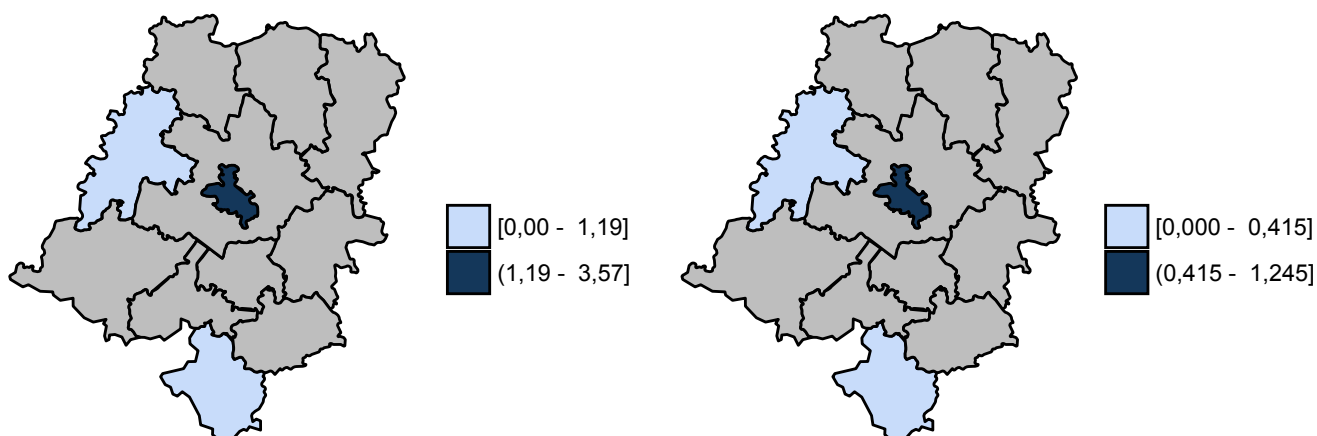 [0,00 -  1,19]
(1,19 -  3,57]
[0,000 -  0,415]
(0,415 -  1,245]